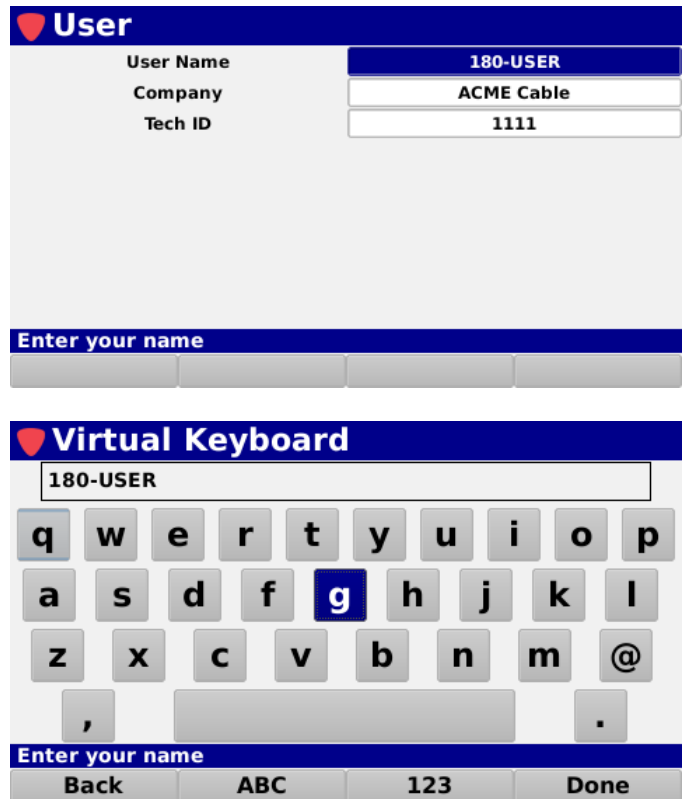 User
User Name 180-USER
Company ACME Cable
Tech ID 1111
Enter your name
Virtual Keyboard
180-USER
q w e r t y u i o p
a s d f g h j k l
z x c v b n m @
, .
Enter your name
Back ABC 123 Done